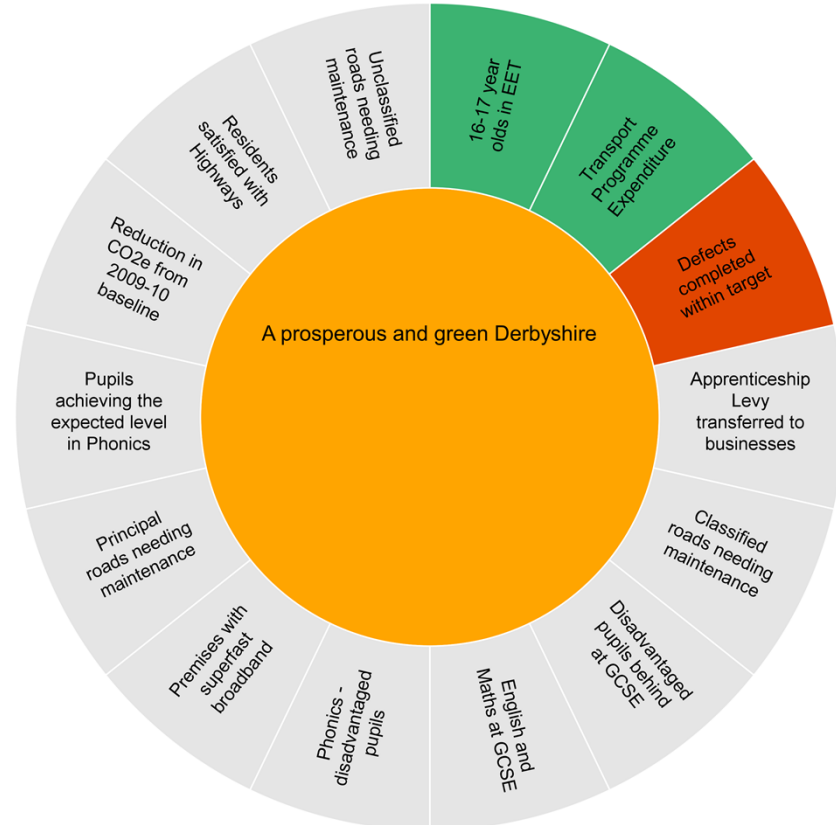 A prosperous and green Derbyshire
16-17 year
olds in EET
Transport
Programme
Expenditure
Defects
completed
within target
Apprenticeship
Levy
transferred to
businesses
Classified
roads needing
maintenance
Disadvantaged
pupils behind
at GCSE
English and
Maths at GCSE
Phonics -
disadvantaged
pupils
Premises with
superfast
broadband
Principal
roads needing
maintenance
Pupils
achieving the
expected level
in Phonics
Reduction in
CO2e from
2009-10
baseline
Residents
satisfied with
Highways
Unclassified
roads needing
maintenance